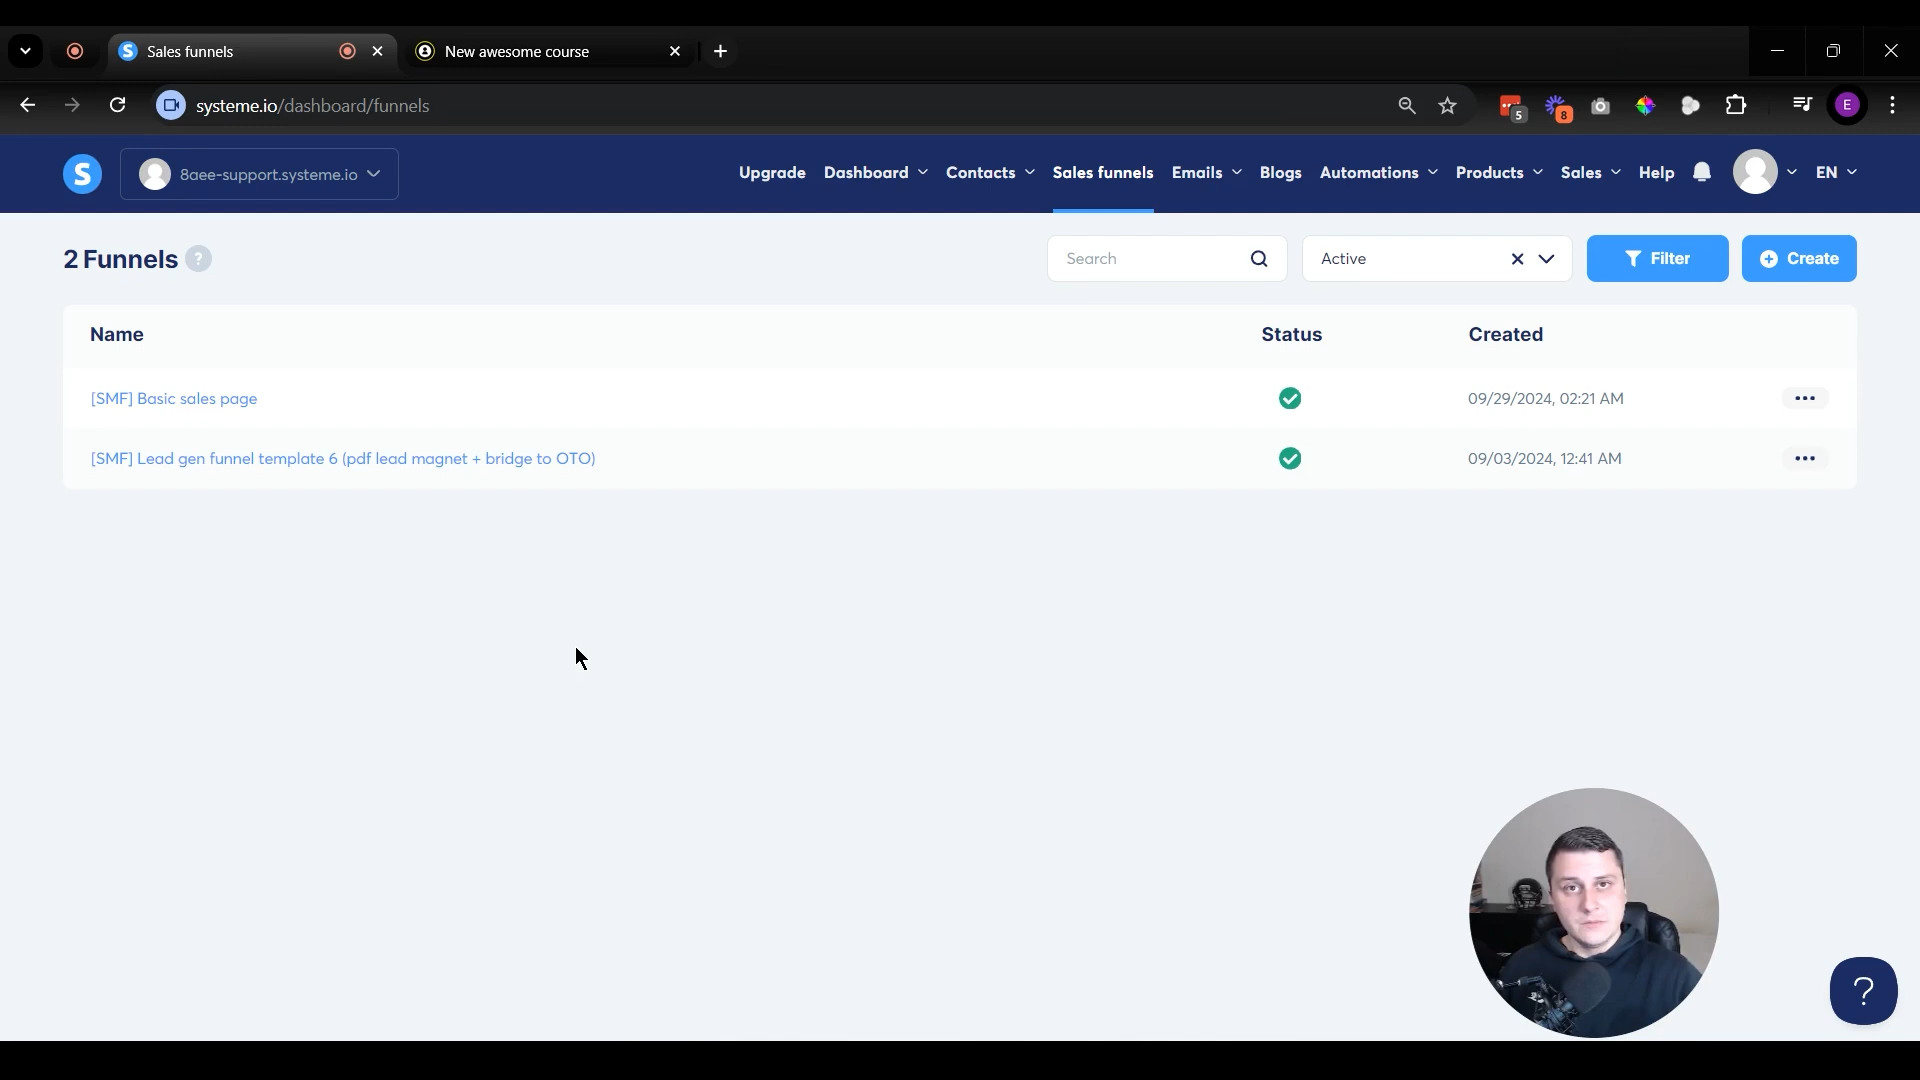 Sales funnels
New awesome course
systeme.io/dashboard/funnels
5
8
E
S
8aee-support.systeme.io
Upgrade Dashboard Contacts Sales funnels Emails Blogs Automations Products Sales Help EN
2 Funnels ?
Search
Active
Filter
Create
Name Status Created
[SMF] Basic sales page 09/29/2024, 02:21 AM
[SMF] Lead gen funnel template 6 (pdf lead magnet + bridge to OTO) 09/03/2024, 12:41 AM
?